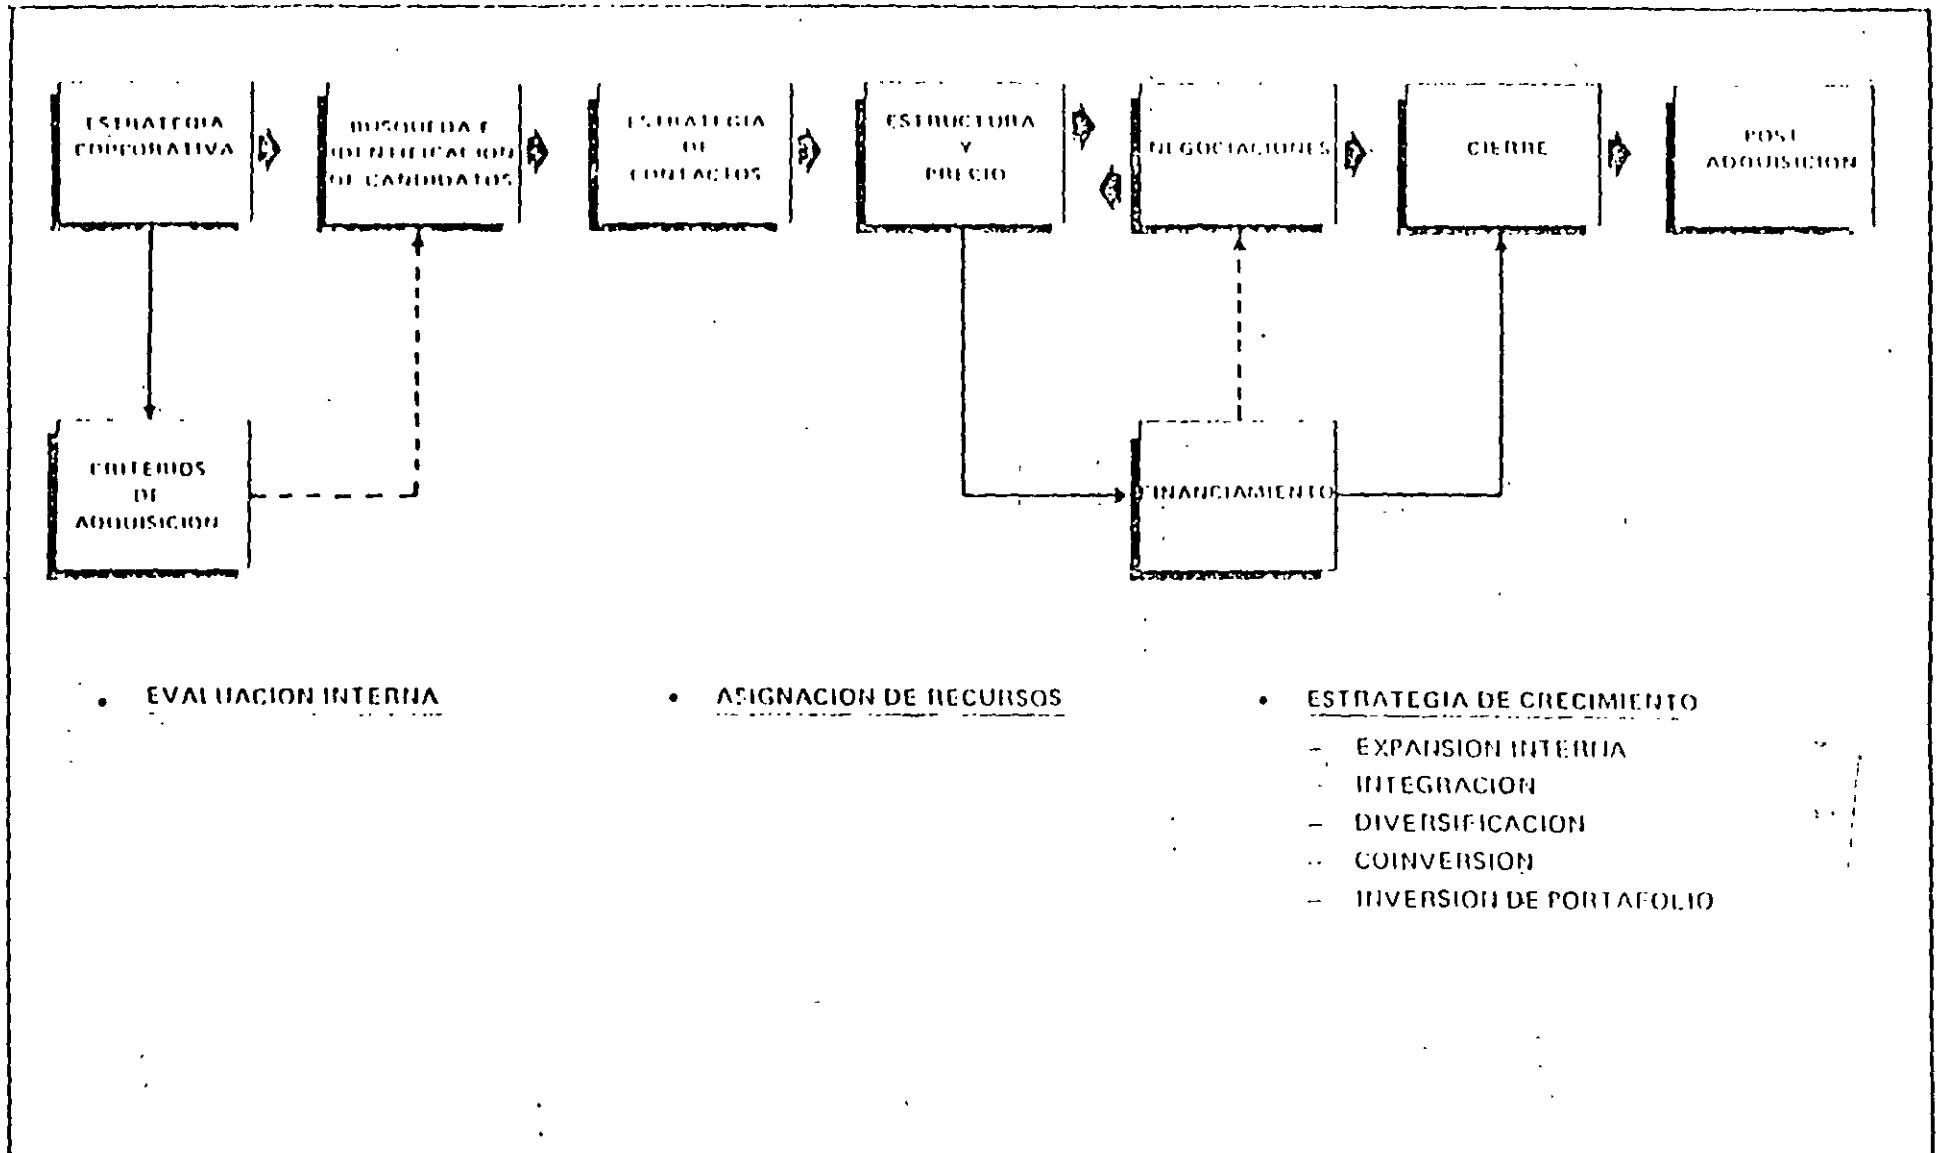 ESTRATEGIA
CORPORATIVA
BUSQUEDA E
IDENTIFICACION
DE CANDIDATOS
ESTRATEGIA
DE
CONTACTOS
ESTRUCTURA
Y
PRECIO
NEGOCIACIONES
CIERRE
POST
ADQUISICION
CRITERIOS
DE
ADQUISICION
FINANCIAMIENTO
• EVALUACION INTERNA
• ASIGNACION DE RECURSOS
• ESTRATEGIA DE CRECIMIENTO
– EXPANSION INTERNA
- INTEGRACION
– DIVERSIFICACION
- COINVERSION
– INVERSION DE PORTAFOLIO